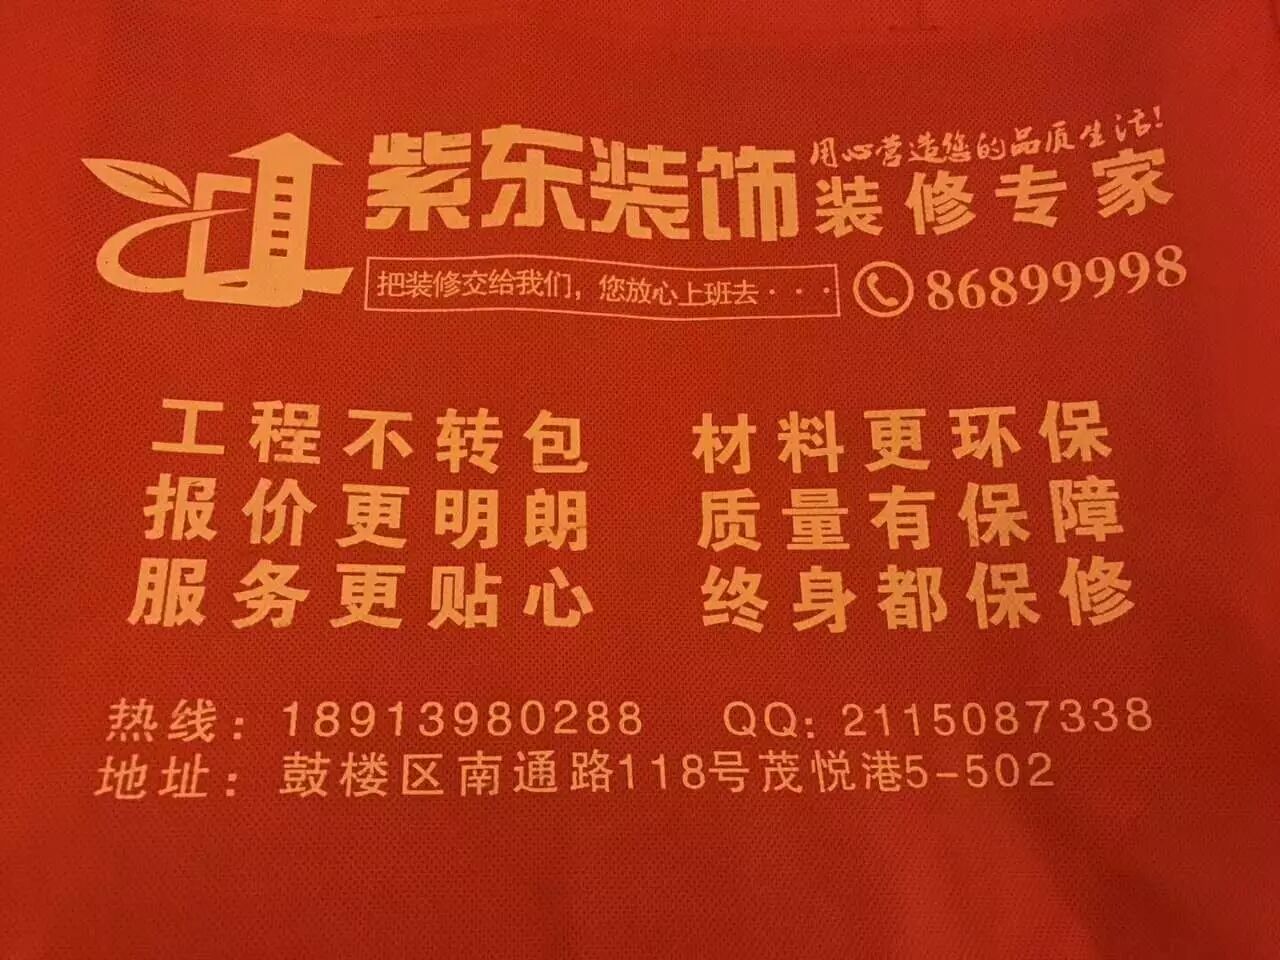 紫东装饰
用心营造您的品质生活!
装修专家
把装修交给我们，您放心上班去···
86899998
工程不转包 材料更环保
报价更明朗 质量有保障
服务更贴心 终身都保修
热线：18913980288 QQ：2115087338
地址：鼓楼区南通路118号茂悦港5-502